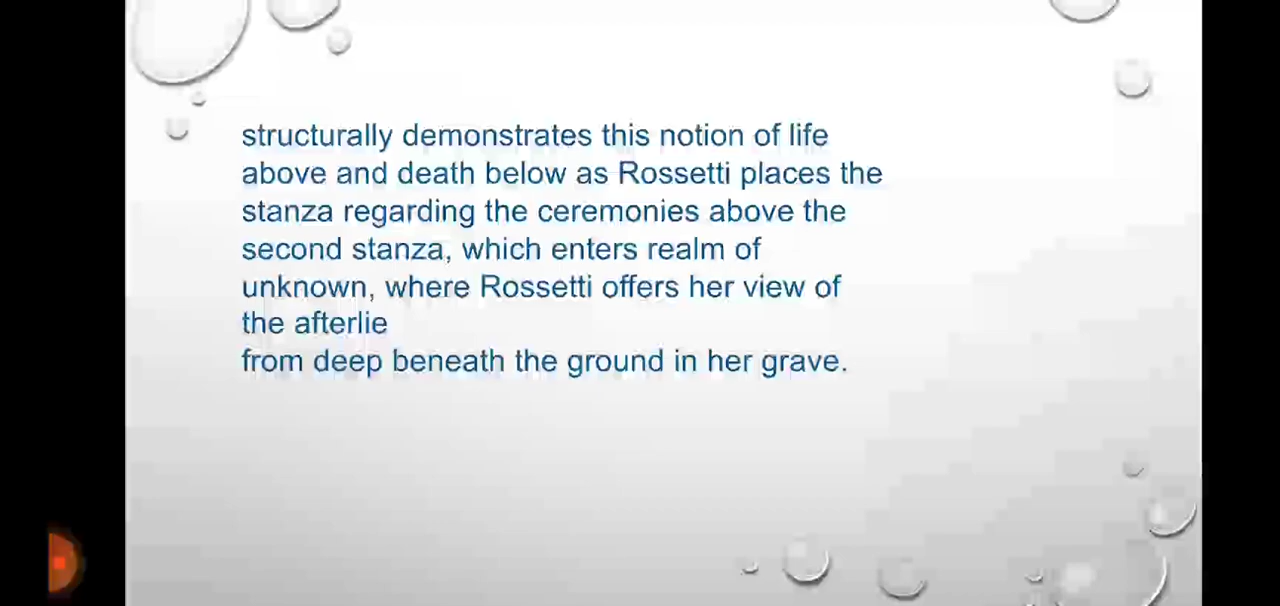 structurally demonstrates this notion of life
above and death below as Rossetti places the
stanza regarding the ceremonies above the
second stanza, which enters realm of
unknown, where Rossetti offers her view of
the afterlie
from deep beneath the ground in her grave.